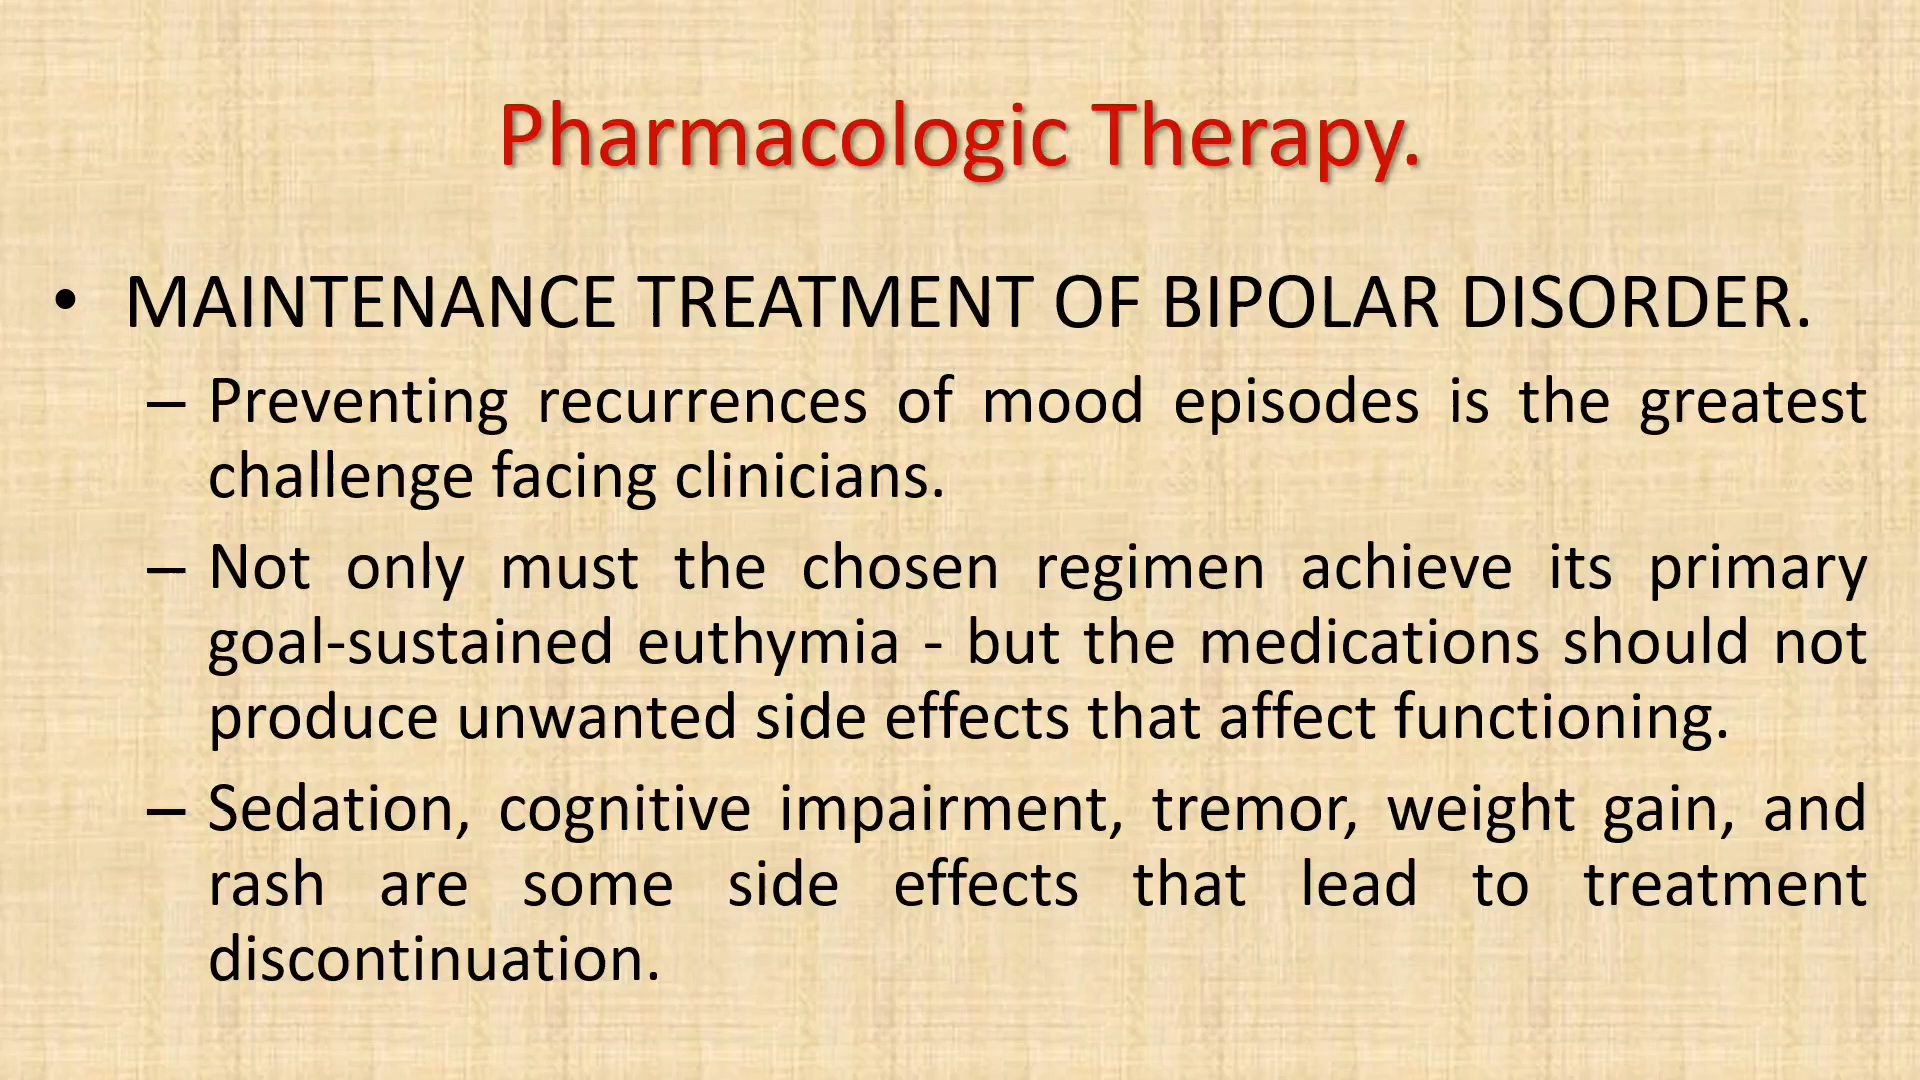 Pharmacologic Therapy.
• MAINTENANCE TREATMENT OF BIPOLAR DISORDER.
– Preventing recurrences of mood episodes is the greatest
challenge facing clinicians.
– Not only must the chosen regimen achieve its primary
goal-sustained euthymia - but the medications should not
produce unwanted side effects that affect functioning.
– Sedation, cognitive impairment, tremor, weight gain, and
rash are some side effects that lead to treatment
discontinuation.